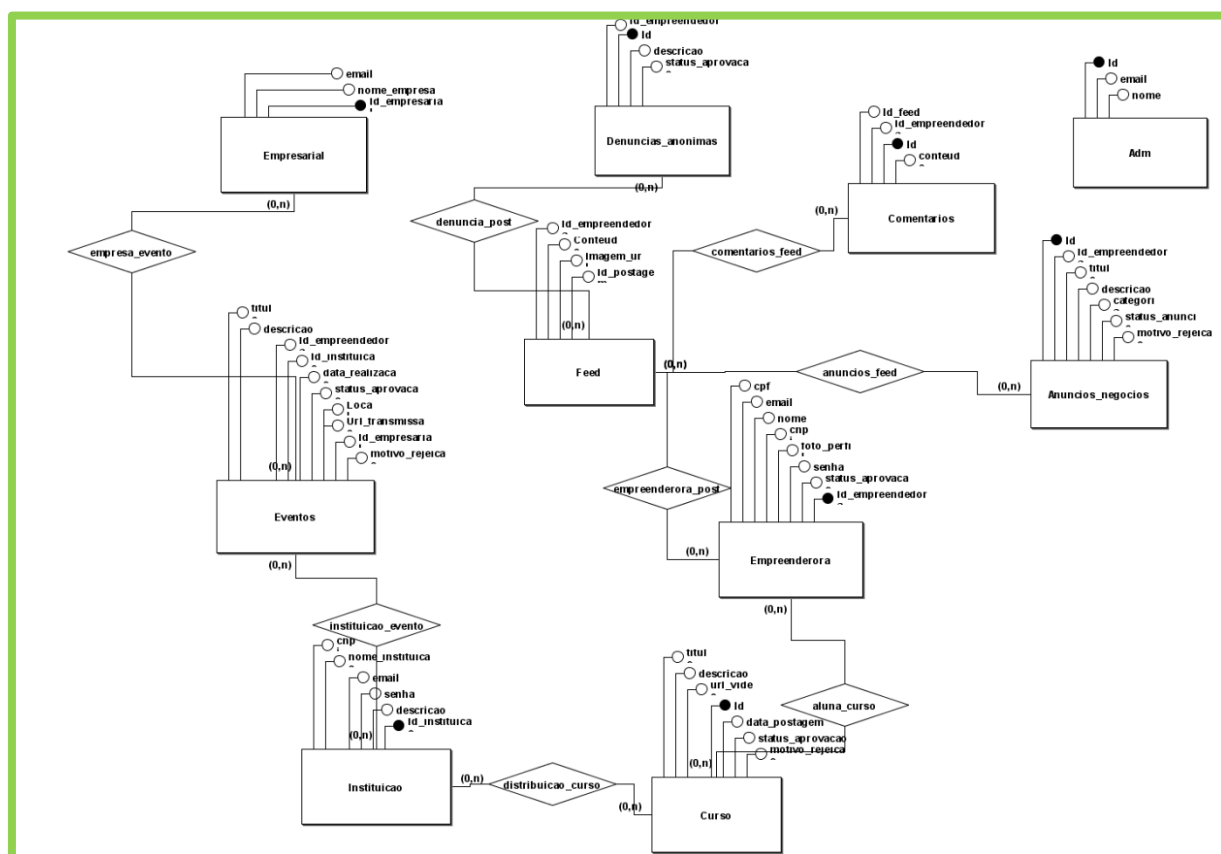 Id_empreendedor
Id
descricao
status_aprovaca
email
nome_empresa
Id_empresaria
Empresarial
(0,n)
Denuncias_anonimas
(0,n)
Id
email
nome
Adm
Id_feed
Id_empreendedor
Id
conteud
Comentarios
(0,n)
empresa_evento
denuncia_post
comentarios_feed
Id_empreendedor
Conteud
Imagem_ur
Id_postage
(0,n)
Feed
(0,n)
Id
Id_empreendedor
titul
descricao
categori
status_anunci
motivo_rejeica
Anuncios_negocios
(0,n)
anuncios_feed
titul
descricao
Id_empreendedor
Id_instituica
data_realizaca
status_aprovaca
Loca
Url_transmissa
Id_empresaria
motivo_rejeica
(0,n)
Eventos
(0,n)
cpf
email
nome
cnp
foto_perfi
senha
status_aprovaca
Id_empreendedor
empreenderora_post
(0,n)
Empreenderora
(0,n)
instituicao_evento
cnp
nome_instituica
email
senha
descricao
Id_instituica
(0,n)
Instituicao
(0,n)
distribuicao_curso
titul
descricao
url_vide
Id
data_postagem
status_aprovacao
motivo_rejeica
(0,n)
(0,n)
Curso
aluna_curso